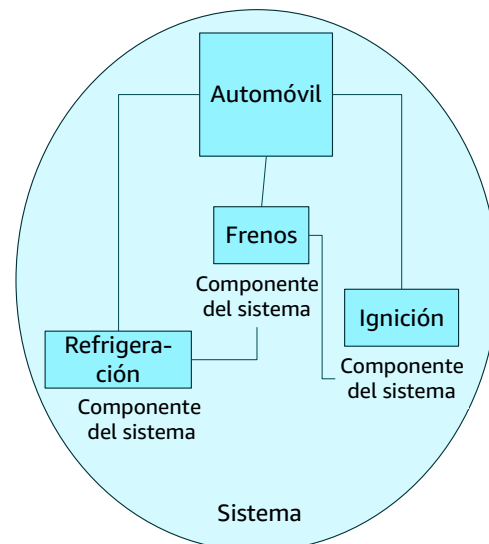 Automóvil
Frenos
Componente
del sistema
Ignición
Componente
del sistema
Refrigera-
ción
Componente
del sistema
Sistema